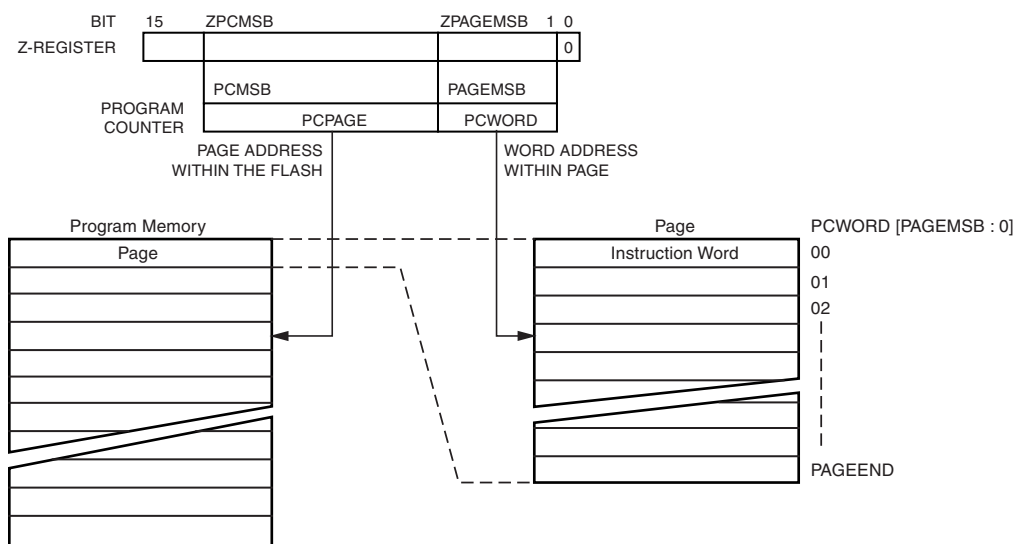 BIT 15 ZPCMSB ZPAGEMSB 1 0
Z-REGISTER 0
PCMSB PAGEMSB
PROGRAM
COUNTER
PCPAGE PCWORD
PAGE ADDRESS
WITHIN THE FLASH
WORD ADDRESS
WITHIN PAGE
Program Memory
Page
Page
Instruction Word
PCWORD [PAGEMSB : 0]
00
01
02
PAGEEND